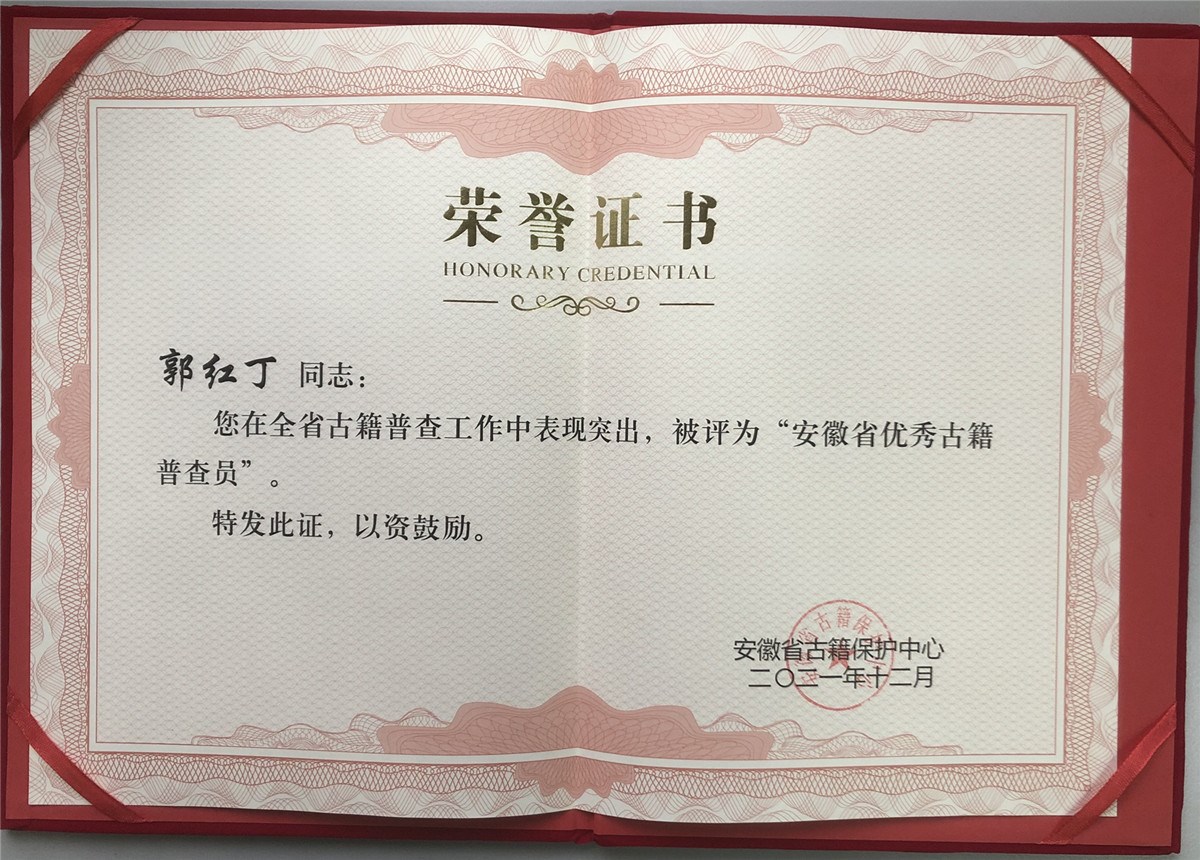 荣誉证书
HONORARY CREDENTIAL
郭红丁 同志：
您在全省古籍普查工作中表现突出，被评为“安徽省优秀古籍
普查员”。
特发此证，以资鼓励。
安徽省古籍保护中心
二〇二一年十二月